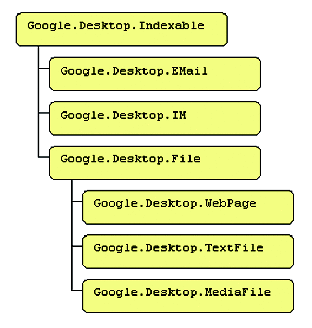 Google.Desktop.Indexable
Google.Desktop.EMail
Google.Desktop.IM
Google.Desktop.File
Google.Desktop.WebPage
Google.Desktop.TextFile
Google.Desktop.MediaFile